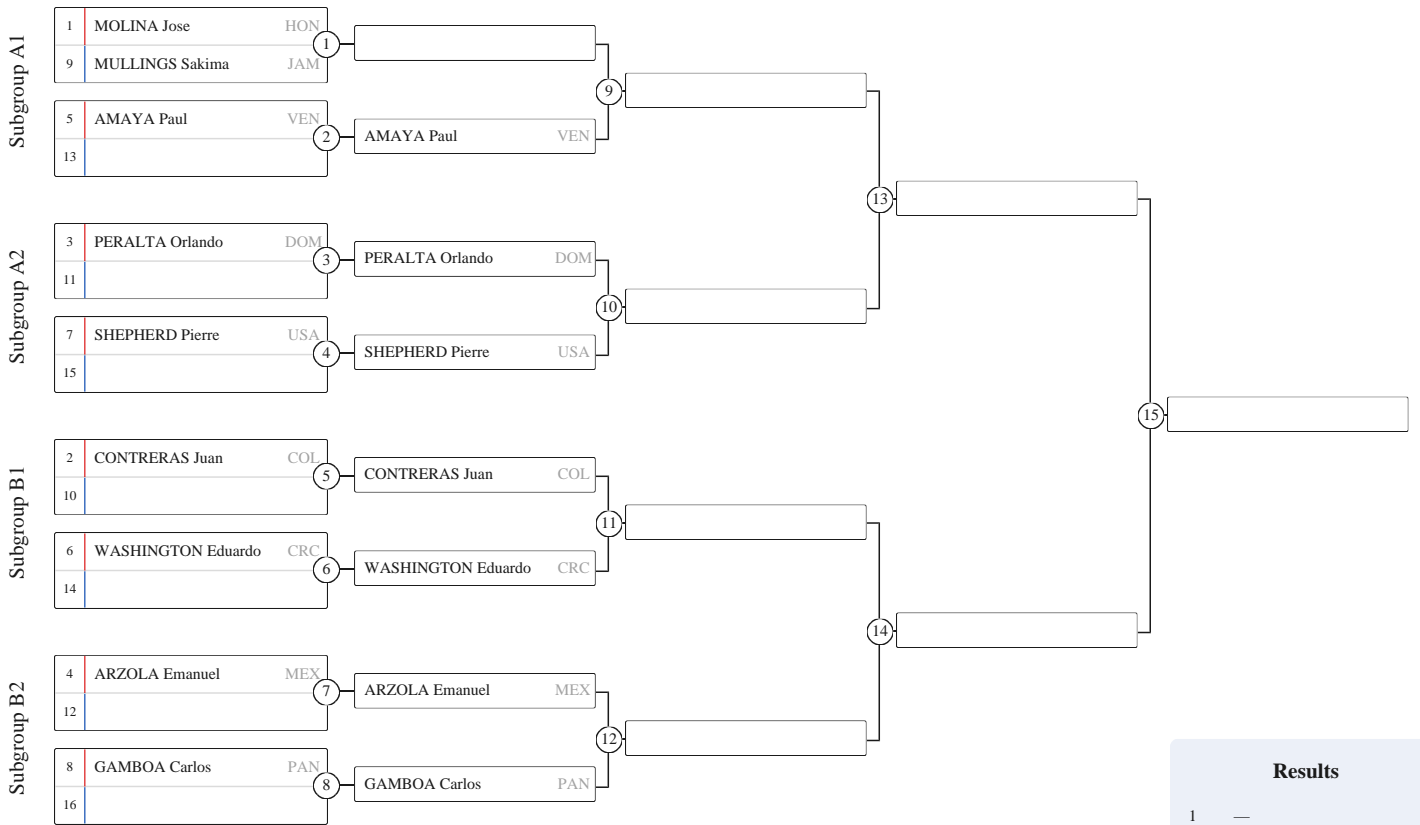 Subgroup A1
1 MOLINA Jose HON
9 MULLINGS Sakima JAM
1
5 AMAYA Paul VEN
13
2
AMAYA Paul VEN
9
Subgroup A2
3 PERALTA Orlando DOM
11
3
PERALTA Orlando DOM
7 SHEPHERD Pierre USA
15
4
SHEPHERD Pierre USA
10
13
Subgroup B1
2 CONTRERAS Juan COL
10
5
CONTRERAS Juan COL
6 WASHINGTON Eduardo CRC
14
6
WASHINGTON Eduardo CRC
11
Subgroup B2
4 ARZOLA Emanuel MEX
12
7
ARZOLA Emanuel MEX
8 GAMBOA Carlos PAN
16
8
GAMBOA Carlos PAN
12
14
15
Results
1 —